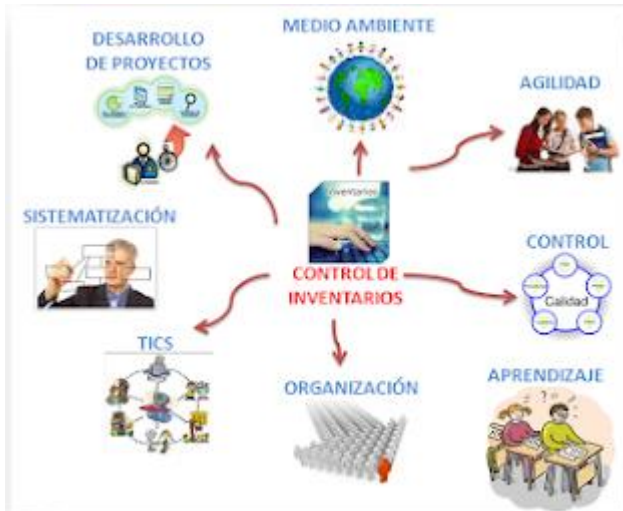 DESARROLLO
DE PROYECTOS
MEDIO AMBIENTE
AGILIDAD
Inventarios
SISTEMATIZACIÓN
CONTROL DE
INVENTARIOS
CONTROL
Calidad
TICS
ORGANIZACIÓN
APRENDIZAJE